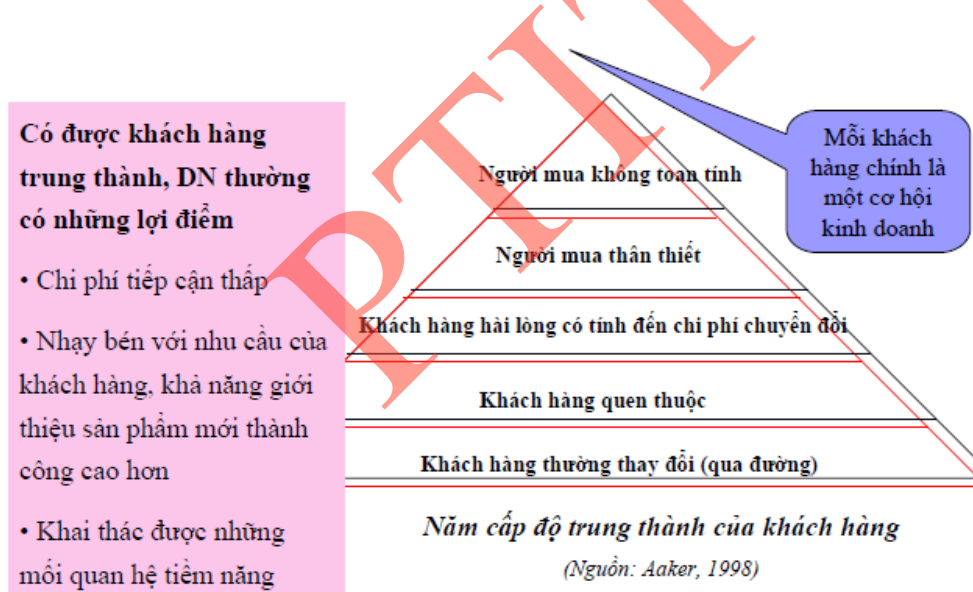 Có được khách hàng
trung thành, DN thường
có những lợi điểm
• Chi phí tiếp cận thấp
• Nhạy bén với nhu cầu của
khách hàng, khả năng giới
thiệu sản phẩm mới thành
công cao hơn
• Khai thác được những
mối quan hệ tiềm năng
PTIT
Mỗi khách
hàng chính là
một cơ hội
kinh doanh
Người mua không toan tính
Người mua thân thiết
Khách hàng hài lòng có tính đến chi phí chuyển đổi
Khách hàng quen thuộc
Khách hàng thường thay đổi (qua đường)
Năm cấp độ trung thành của khách hàng
(Nguồn: Aaker, 1998)